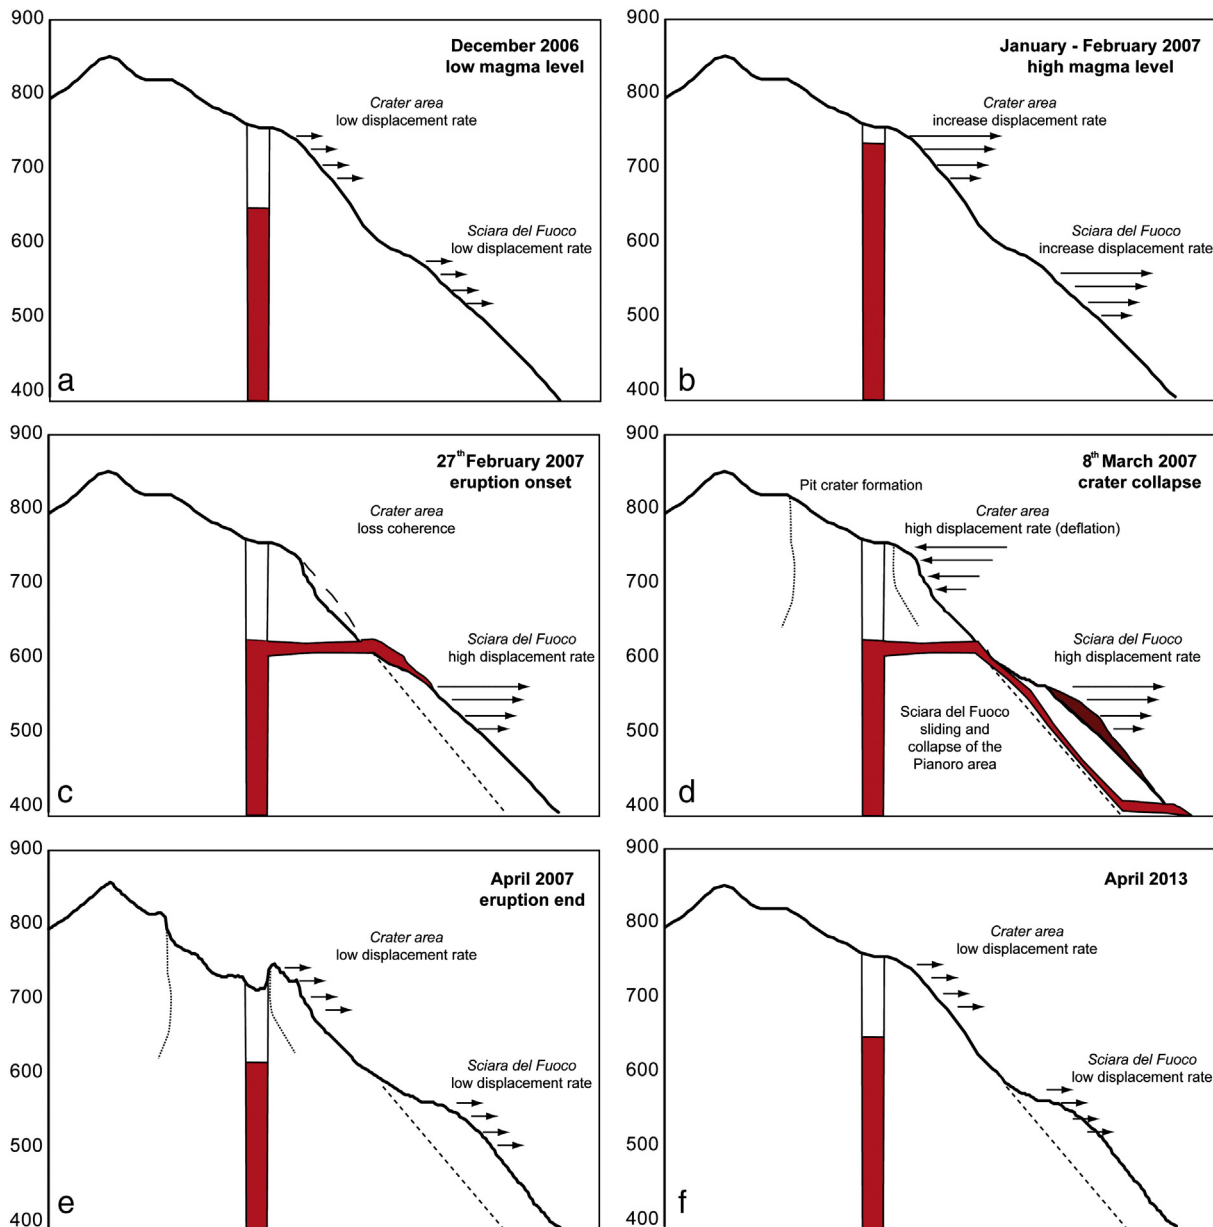 900
800
700
600
500
400
December 2006
low magma level
Crater area
low displacement rate
Sciara del Fuoco
low displacement rate
a
900
800
700
600
500
400
January - February 2007
high magma level
Crater area
increase displacement rate
Sciara del Fuoco
increase displacement rate
b
900
800
700
600
500
400
27th February 2007
eruption onset
Crater area
loss coherence
Sciara del Fuoco
high displacement rate
c
900
800
700
600
500
400
8th March 2007
crater collapse
Pit crater formation
Crater area
high displacement rate (deflation)
Sciara del Fuoco
high displacement rate
Sciara del Fuoco
sliding and
collapse of the
Pianoro area
d
900
800
700
600
500
400
April 2007
eruption end
Crater area
low displacement rate
Sciara del Fuoco
low displacement rate
e
900
800
700
600
500
400
April 2013
Crater area
low displacement rate
Sciara del Fuoco
low displacement rate
f